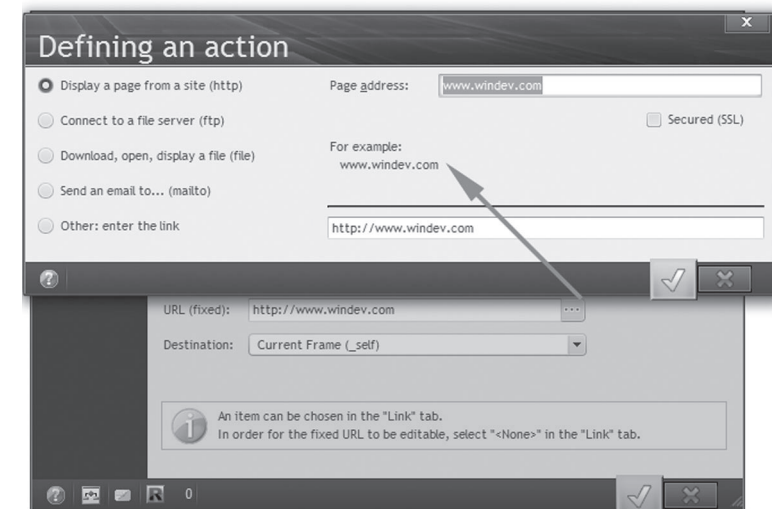 Defining an action
Display a page from a site (http)
Page address: www.windev.com
Connect to a file server (ftp)
Secured (SSL)
Download, open, display a file (file)
For example:
www.windev.com
Send an email to... (mailto)
Other: enter the link
http://www.windev.com
URL (fixed): http://www.windev.com ...
Destination: Current Frame (_self)
An item can be chosen in the "Link" tab.
In order for the fixed URL to be editable, select "<None>" in the "Link" tab.
R 0